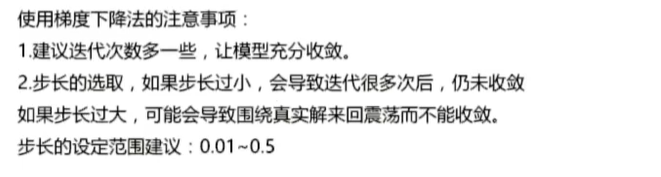 使用梯度下降法的注意事项：
1.建议迭代次数多一些，让模型充分收敛。
2.步长的选取，如果步长过小，会导致迭代很多次后，仍未收敛
如果步长过大，可能会导致围绕真实解来回震荡而不能收敛。
步长的设定范围建议：0.01~0.5